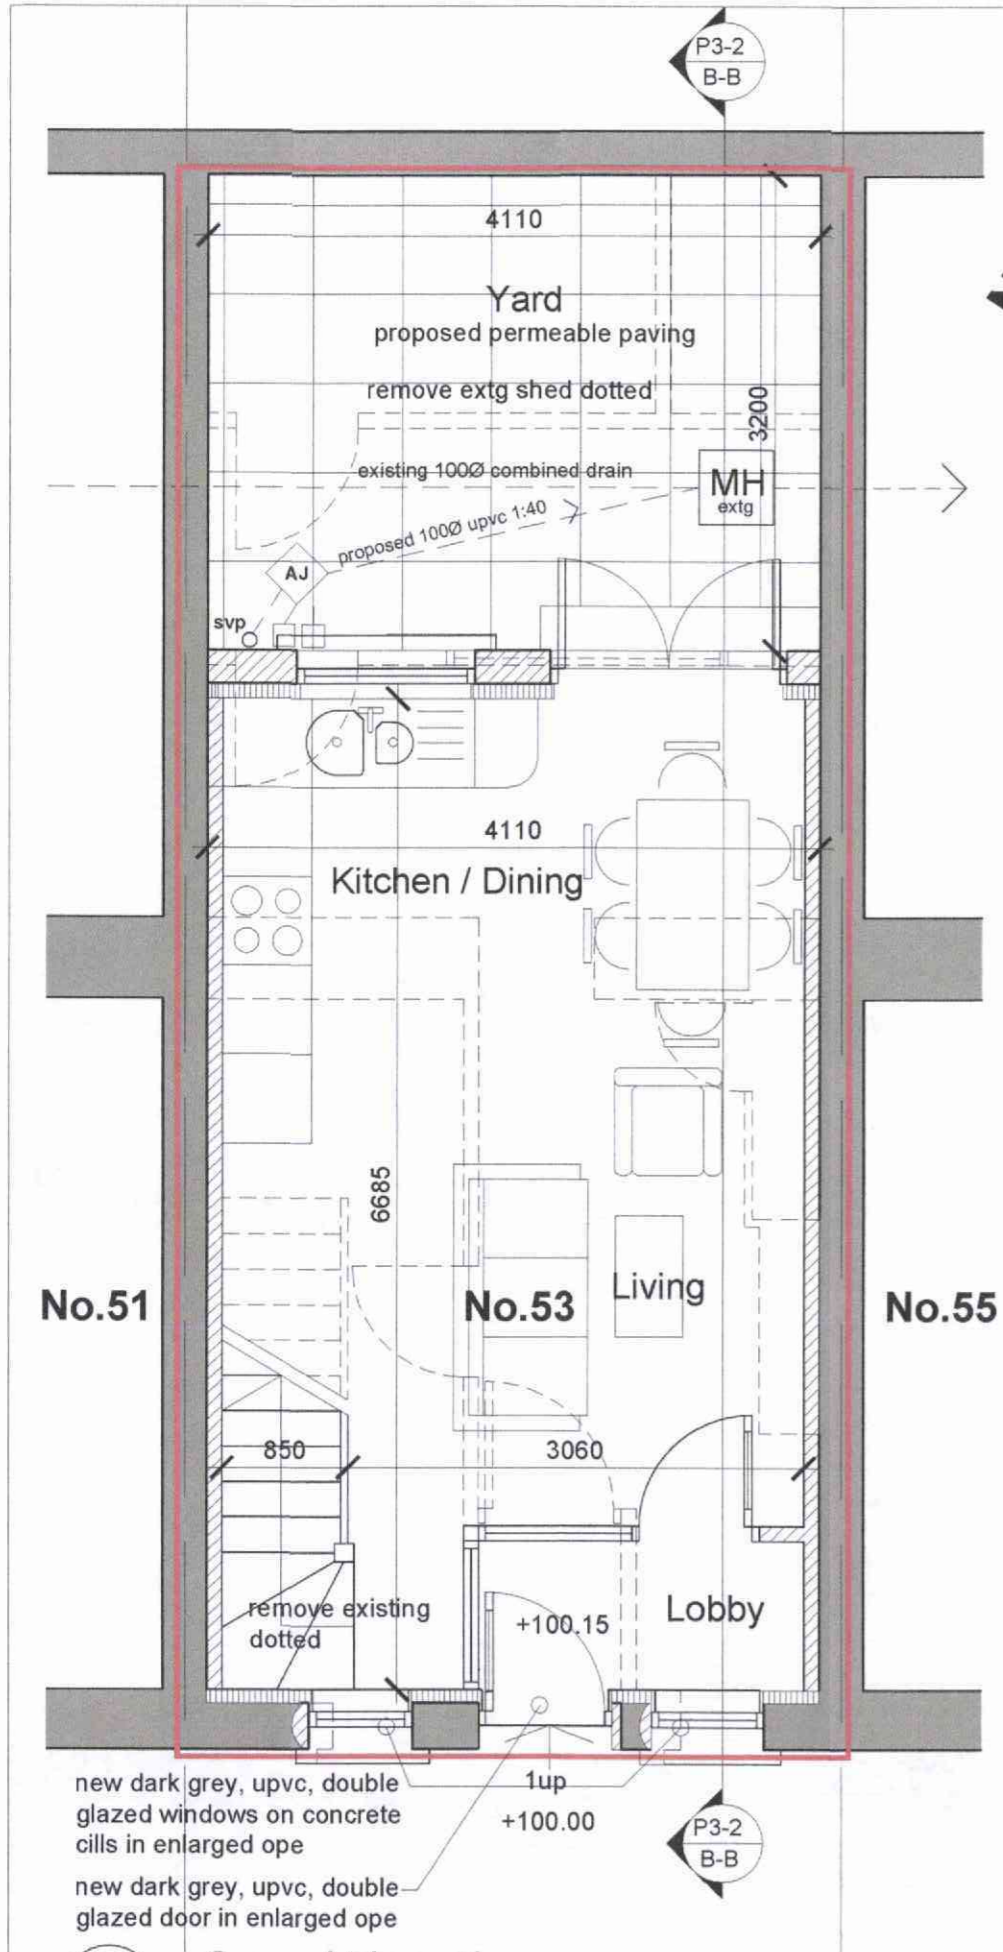 P3-2
B-B
4110
Yard
proposed permeable paving
remove extg shed dotted
3200
existing 100Ø combined drain
MH
extg
proposed 100Ø upvc 1:40
AJ
svp
4110
Kitchen / Dining
6685
Living
No.51
No.53
No.55
850
3060
remove existing
dotted
+100.15
Lobby
new dark grey, upvc, double
glazed windows on concrete
cills in enlarged ope
1up
+100.00
P3-2
B-B
new dark grey, upvc, double
glazed door in enlarged ope